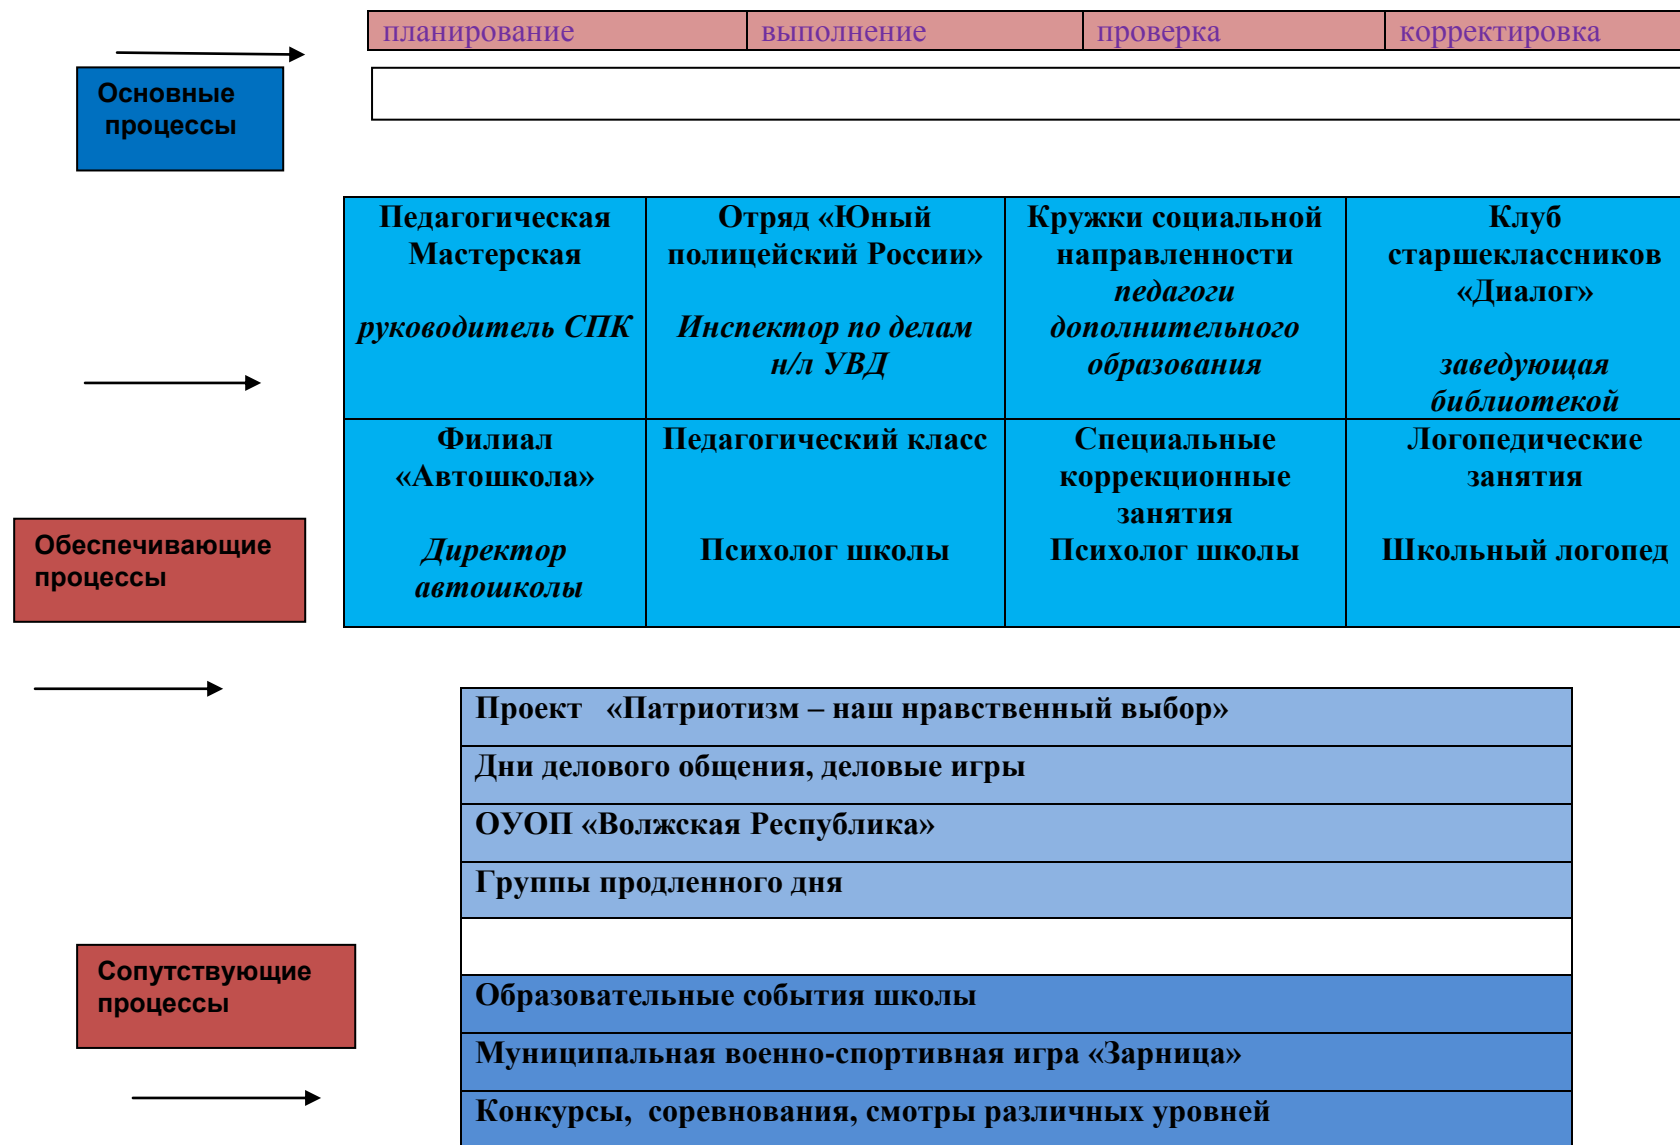 планирование
выполнение
проверка
корректировка
Основные
процессы
Педагогическая
Мастерская
руководитель СПК
Отряд «Юный
полицейский России»
Инспектор по делам
н/л УВД
Кружки социальной
направленности
педагоги
дополнительного
образования
Клуб
старшеклассников
«Диалог»
заведующая
библиотекой
Филиал
«Автошкола»
Директор
автошколы
Педагогический класс
Психолог школы
Специальные
коррекционные
занятия
Психолог школы
Логопедические
занятия
Школьный логопед
Обеспечивающие
процессы
Проект «Патриотизм – наш нравственный выбор»
Дни делового общения, деловые игры
ОУОП «Волжская Республика»
Группы продленного дня
Сопутствующие
процессы
Образовательные события школы
Муниципальная военно-спортивная игра «Зарница»
Конкурсы, соревнования, смотры различных уровней